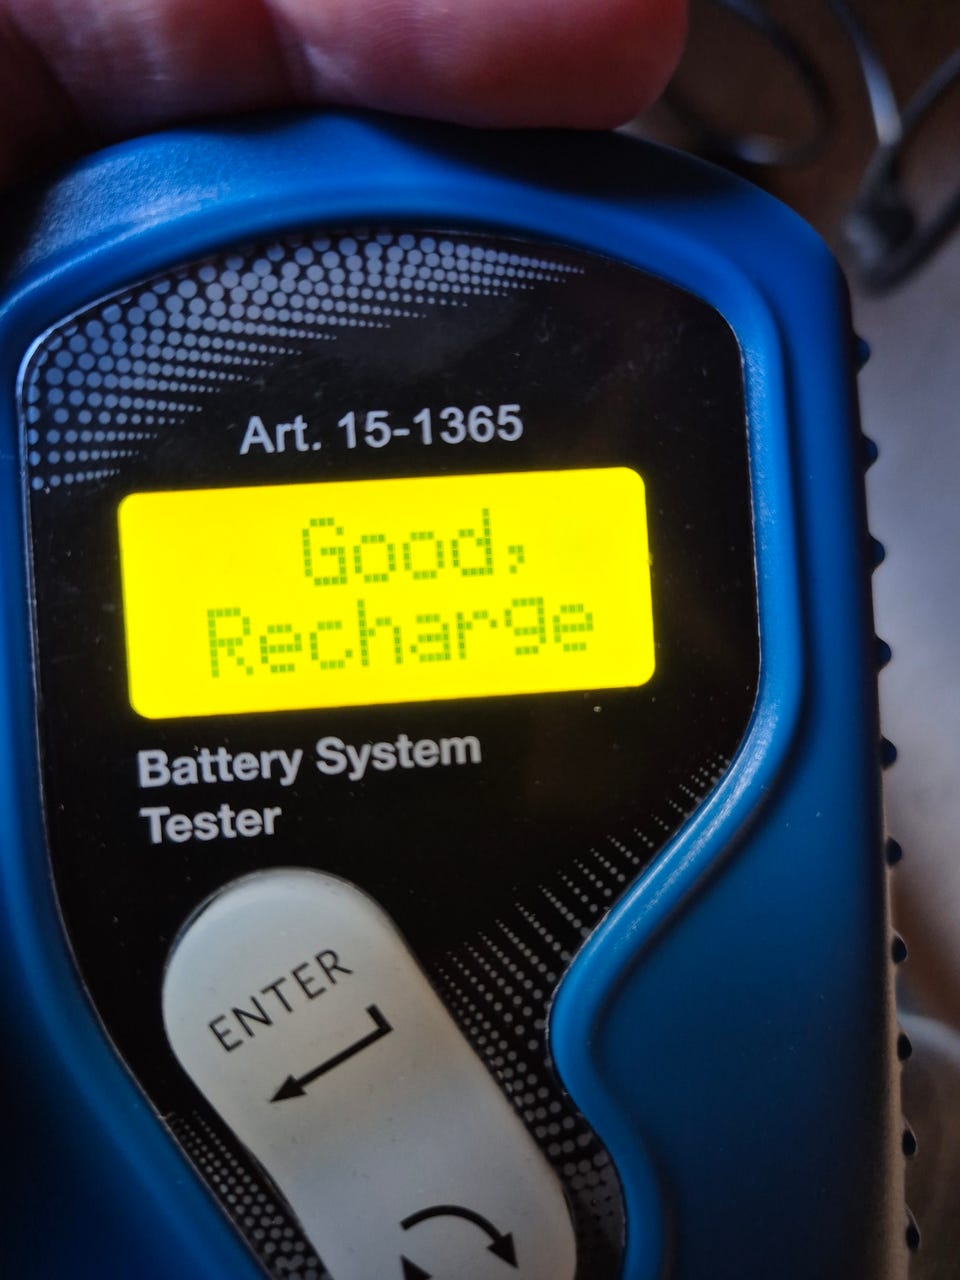 Art. 15-1365
Good,
Recharge
Battery System
Tester
ENTER